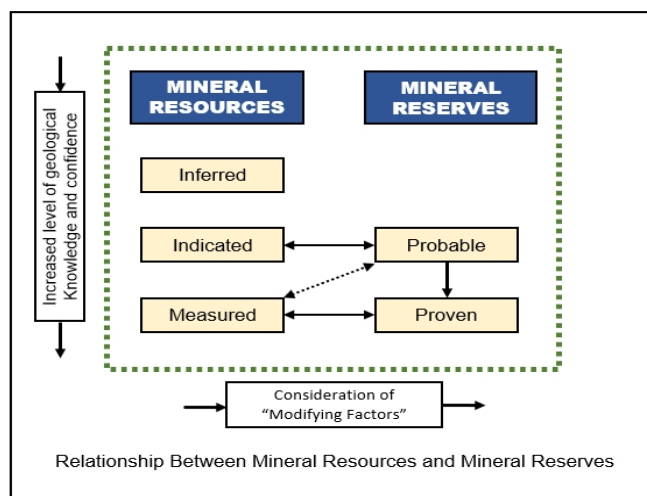 Increased level of geological
Knowledge and confidence
MINERAL
RESOURCES
MINERAL
RESERVES
Inferred
Indicated
Probable
Measured
Proven
Consideration of
“Modifying Factors”
Relationship Between Mineral Resources and Mineral Reserves